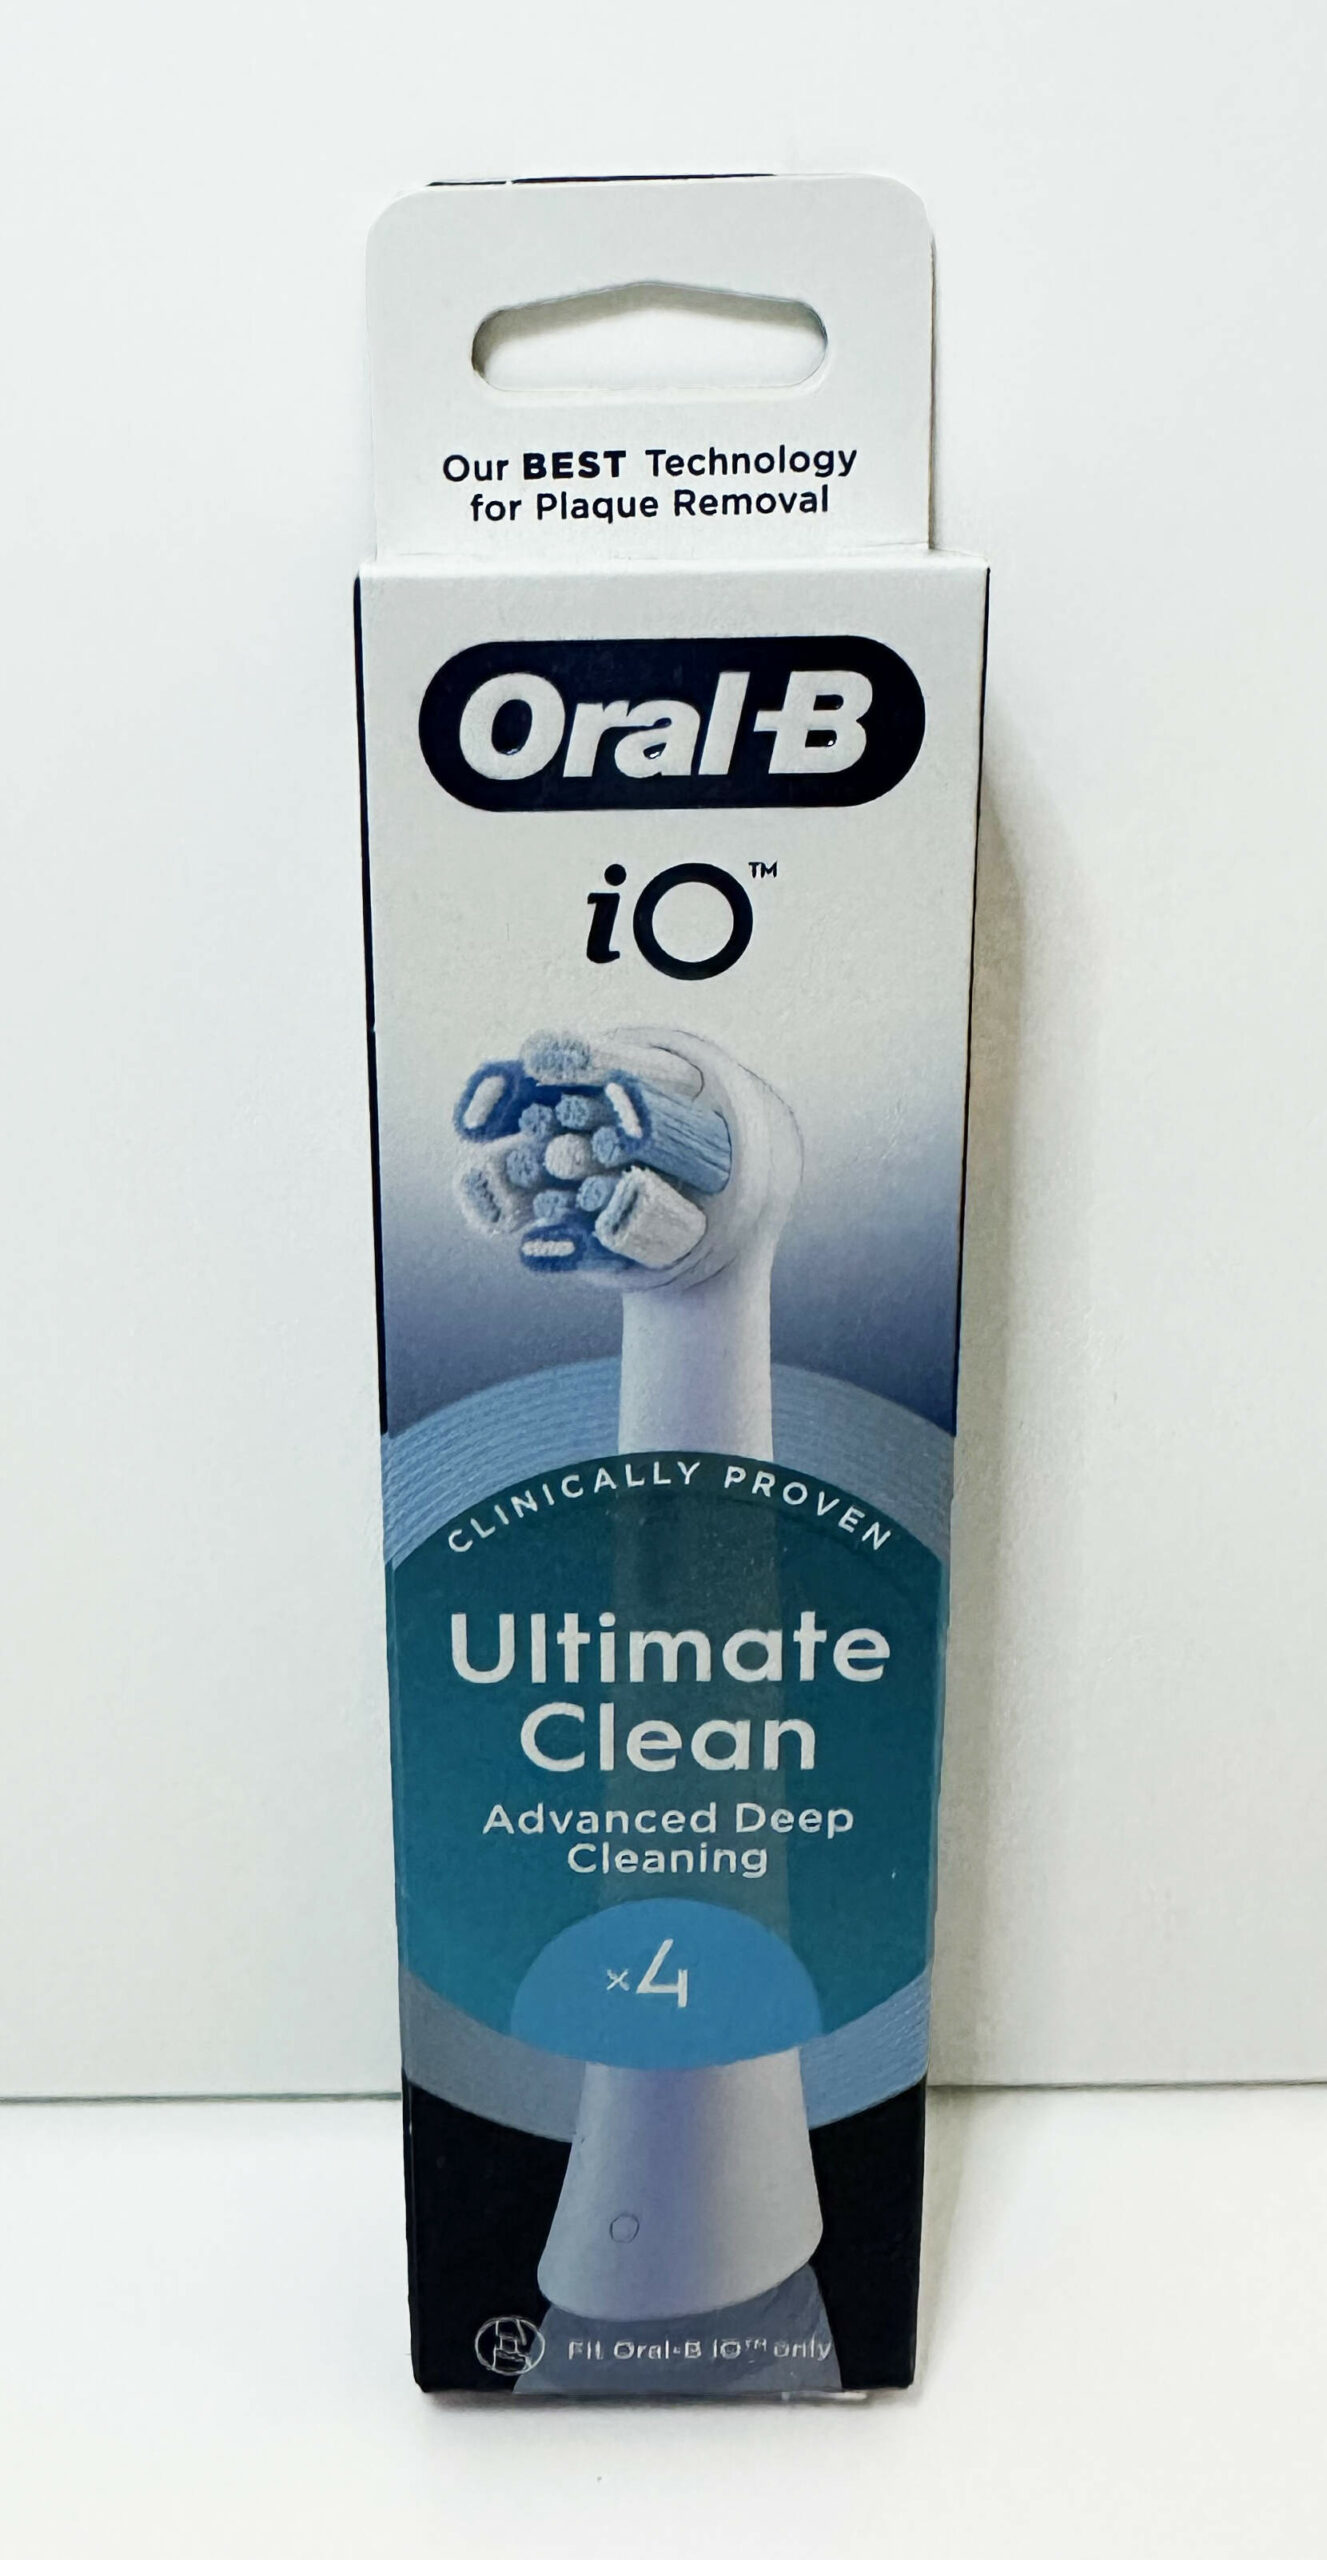 Our BEST Technology
for Plaque Removal
Oral-B
iO™
CLINICALLY PROVEN
Ultimate
Clean
Advanced Deep
Cleaning
x4
Fit Oral-B iO™ only